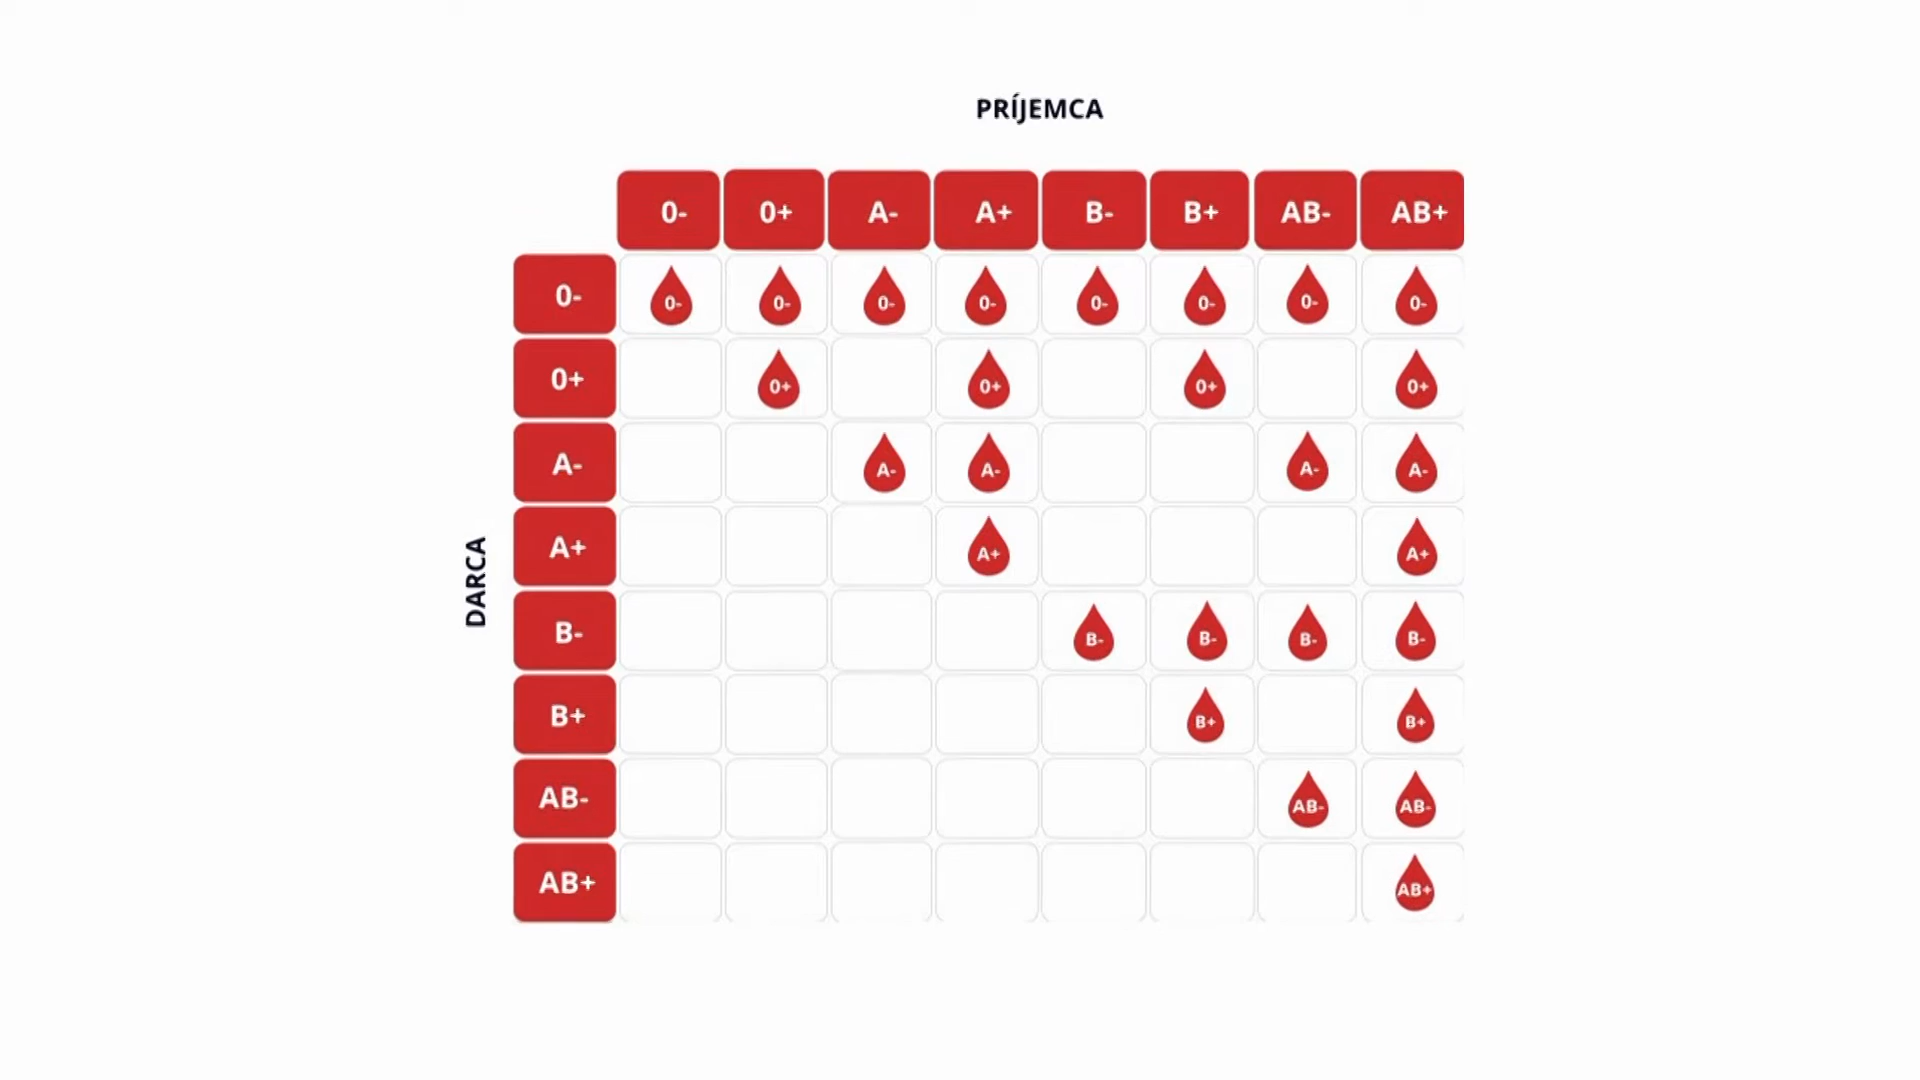 PRÍJEMCA
0- 0+ A- A+ B- B+ AB- AB+
DARCA
0- 0- 0- 0- 0- 0- 0- 0- 0-
0+ 0+ 0+ 0+ 0+
A- A- A- A- A-
A+ A+ A+
B- B- B- B- B-
B+ B+ B+
AB- AB- AB-
AB+ AB+